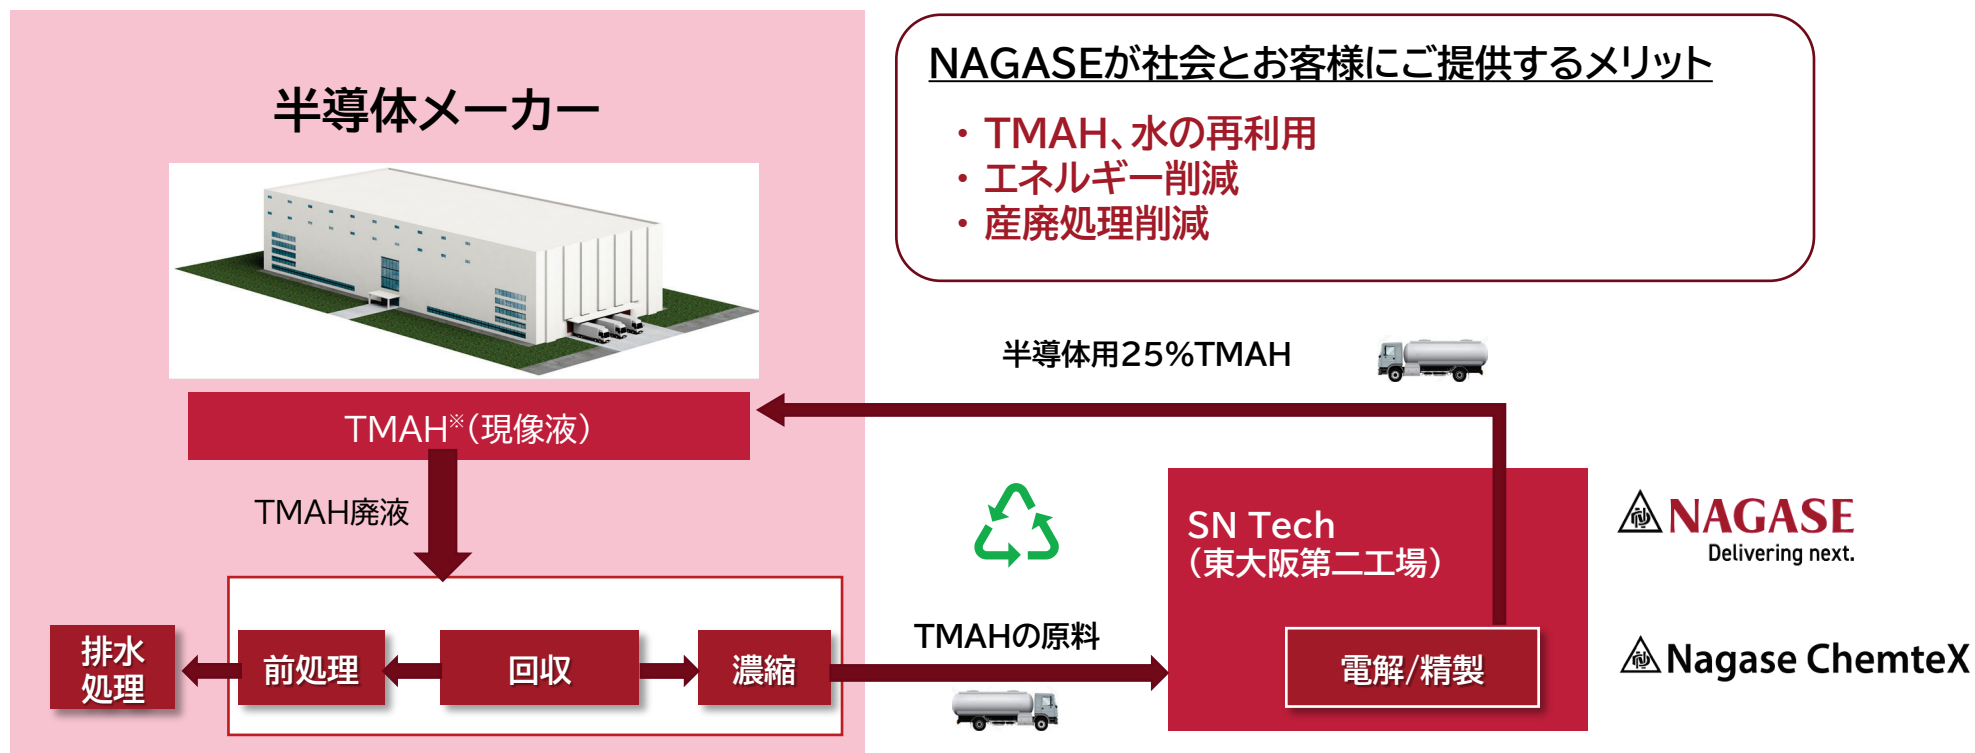 半導体メーカー
NAGASEが社会とお客様にご提供するメリット
・TMAH、水の再利用
・エネルギー削減
・産廃処理削減
半導体用25%TMAH
TMAH※(現像液)
TMAH廃液
SN Tech
(東大阪第二工場)
NAGASE
Delivering next.
排水
処理
前処理
回収
濃縮
TMAHの原料
電解/精製
Nagase ChemteX